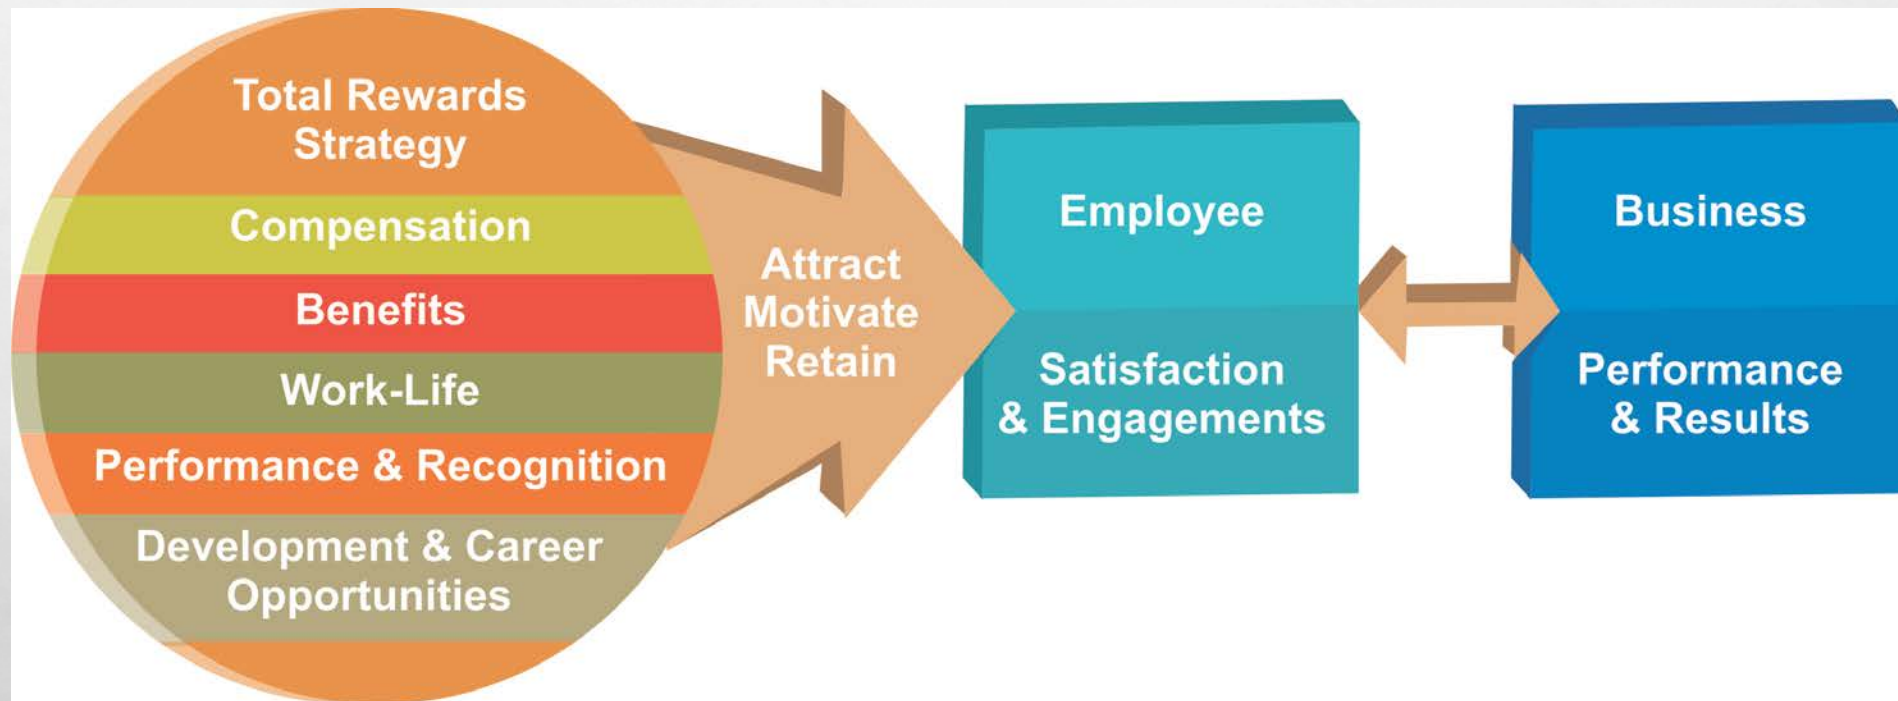 Total Rewards
Strategy
Compensation
Benefits
Work-Life
Performance & Recognition
Development & Career
Opportunities
Attract
Motivate
Retain
Employee
Satisfaction
& Engagements
Business
Performance
& Results